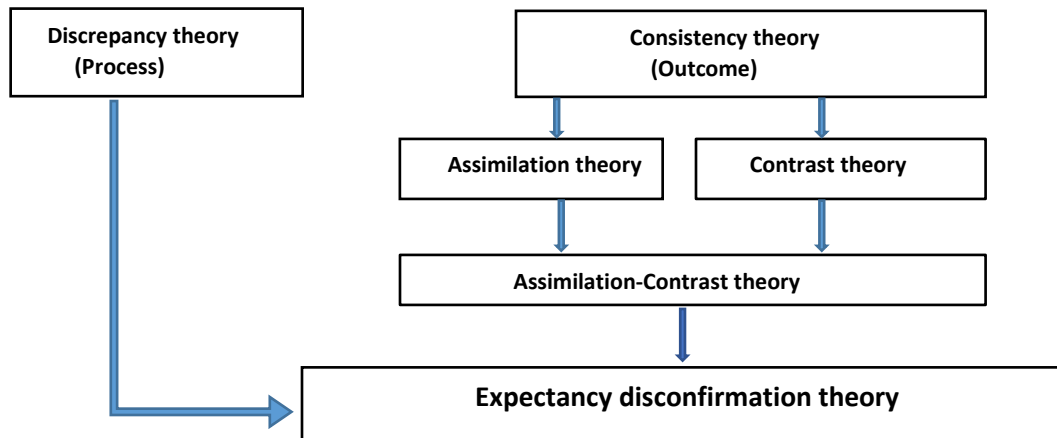 Discrepancy theory
(Process)
Consistency theory
(Outcome)
Assimilation theory
Contrast theory
Assimilation-Contrast theory
Expectancy disconfirmation theory